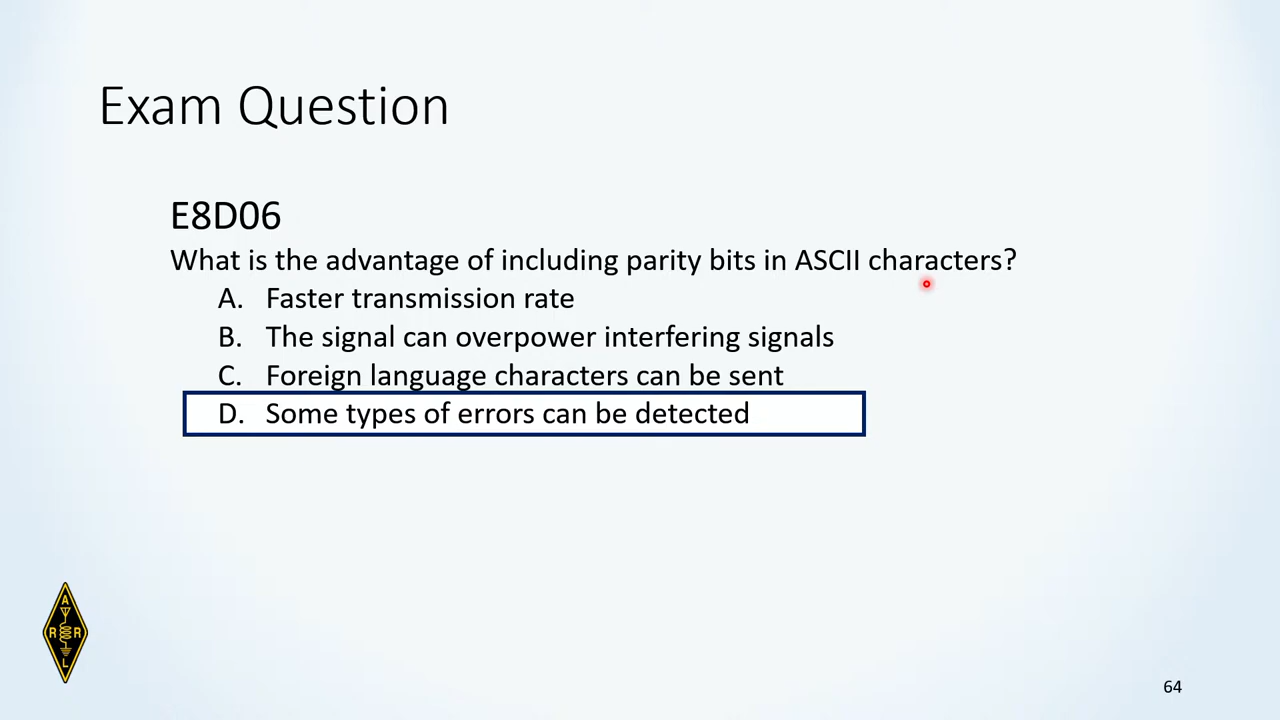 Exam Question
E8D06
What is the advantage of including parity bits in ASCII characters?
A. Faster transmission rate
B. The signal can overpower interfering signals
C. Foreign language characters can be sent
D. Some types of errors can be detected
A
R R
L
64